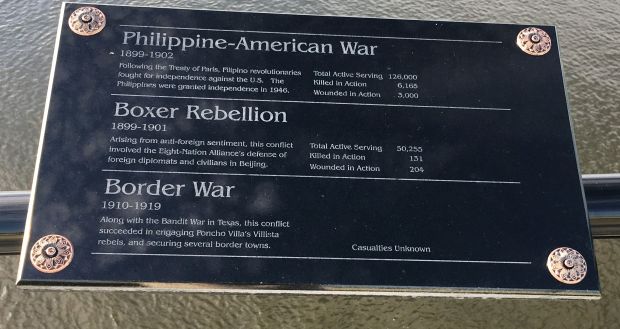 Philippine-American War
1899-1902
Following the Treaty of Paris, Filipino revolutionaries
fought for independence against the U.S. The
Philippines were granted independence in 1946.
Total Active Serving 126,000
Killed in Action 6,165
Wounded in Action 3,000
Boxer Rebellion
1899-1901
Arising from anti-foreign sentiment, this conflict
involved the Eight-Nation Alliance's defense of
foreign diplomats and civilians in Beijing.
Total Active Serving 50,255
Killed in Action 131
Wounded in Action 204
Border War
1910-1919
Along with the Bandit War in Texas, this conflict
succeeded in engaging Poncho Villa's Villista
rebels, and securing several border towns.
Casualties Unknown